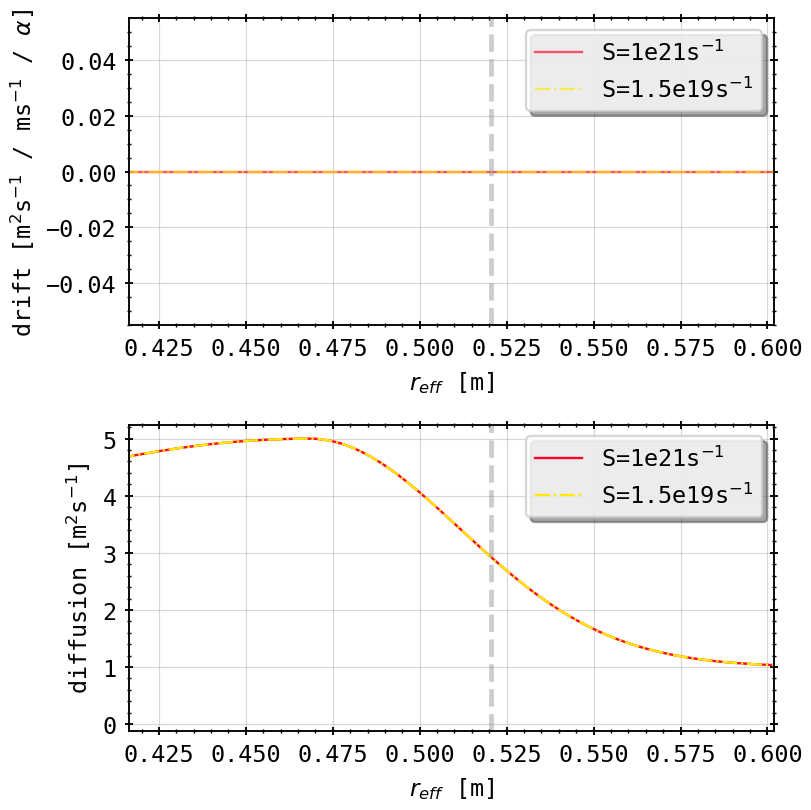 drift [m²s⁻¹ / ms⁻¹ / α]
0.04
0.02
0.00
−0.02
−0.04
S=1e21s⁻¹
S=1.5e19s⁻¹
0.425 0.450 0.475 0.500 0.525 0.550 0.575 0.600
r_eff [m]
diffusion [m²s⁻¹]
5
4
3
2
1
0
S=1e21s⁻¹
S=1.5e19s⁻¹
0.425 0.450 0.475 0.500 0.525 0.550 0.575 0.600
r_eff [m]